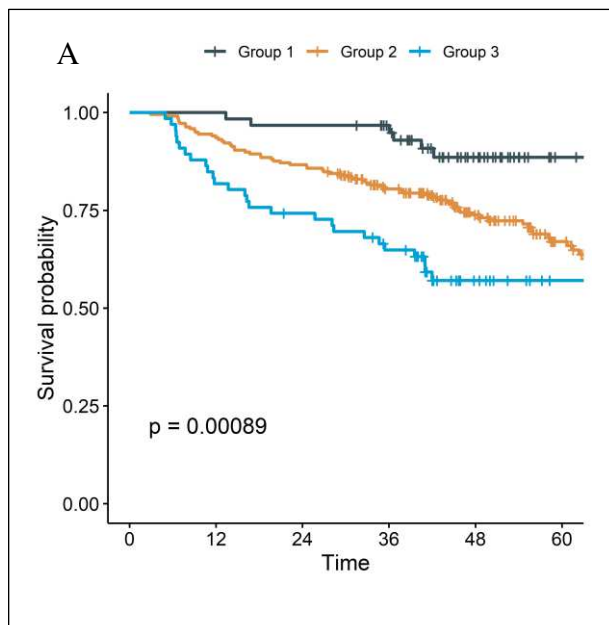 A
Group 1 Group 2 Group 3
1.00
0.75
0.50
0.25
0.00
Survival probability
p = 0.00089
0 12 24 36 48 60
Time